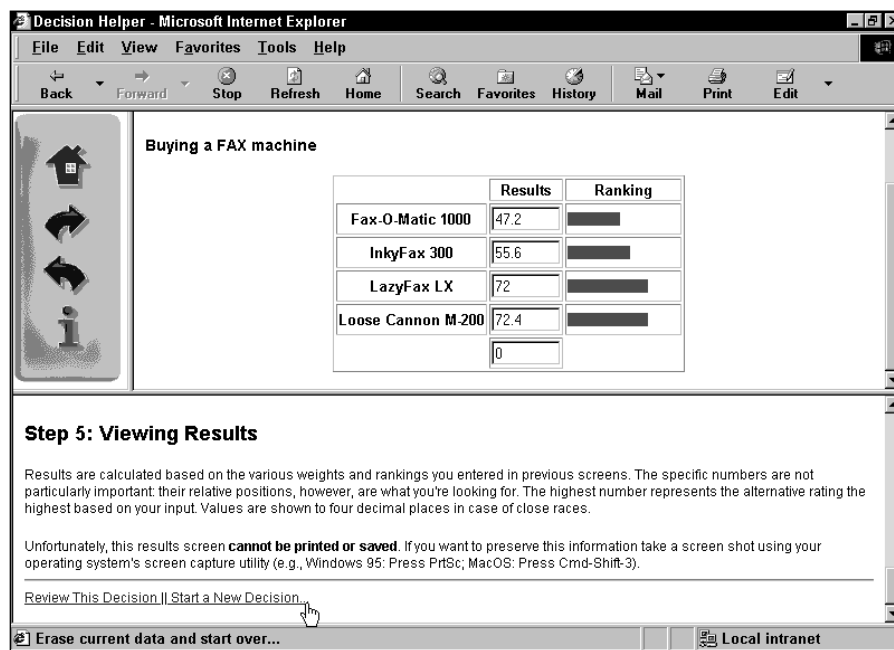 Decision Helper - Microsoft Internet Explorer
File Edit View Favorites Tools Help
Back Forward Stop Refresh Home Search Favorites History Mail Print Edit
Buying a FAX machine
Results Ranking
Fax-O-Matic 1000 47.2
InkyFax 300 55.6
LazyFax LX 72
Loose Cannon M-200 72.4
0
Step 5: Viewing Results
Results are calculated based on the various weights and rankings you entered in previous screens. The specific numbers are not
particularly important: their relative positions, however, are what you're looking for. The highest number represents the alternative rating the
highest based on your input. Values are shown to four decimal places in case of close races.
Unfortunately, this results screen cannot be printed or saved. If you want to preserve this information take a screen shot using your
operating system's screen capture utility (e.g., Windows 95: Press PrtSc; MacOS: Press Cmd-Shift-3).
Review This Decision || Start a New Decision...
Erase current data and start over... Local intranet